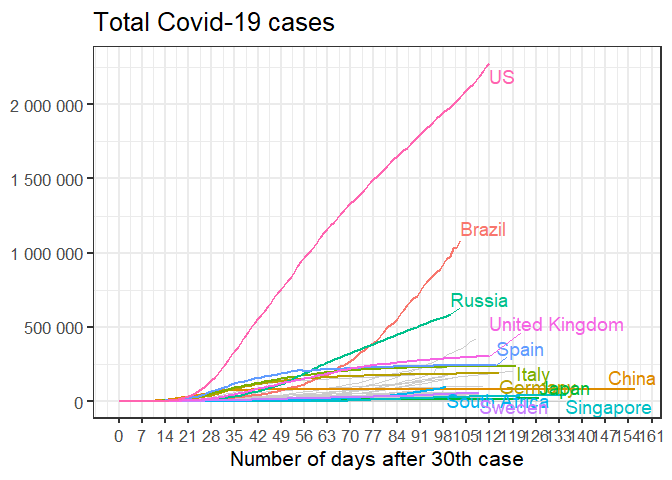 Total Covid-19 cases
2 000 000
1 500 000
1 000 000
500 000
0
US
Brazil
Russia
United Kingdom
Spain
Italy
China
Germany
Japan
South Africa
Sweden
Singapore
0 7 14 21 28 35 42 49 56 63 70 77 84 91 98 105 112 119 126 133 140 147 154 161
Number of days after 30th case